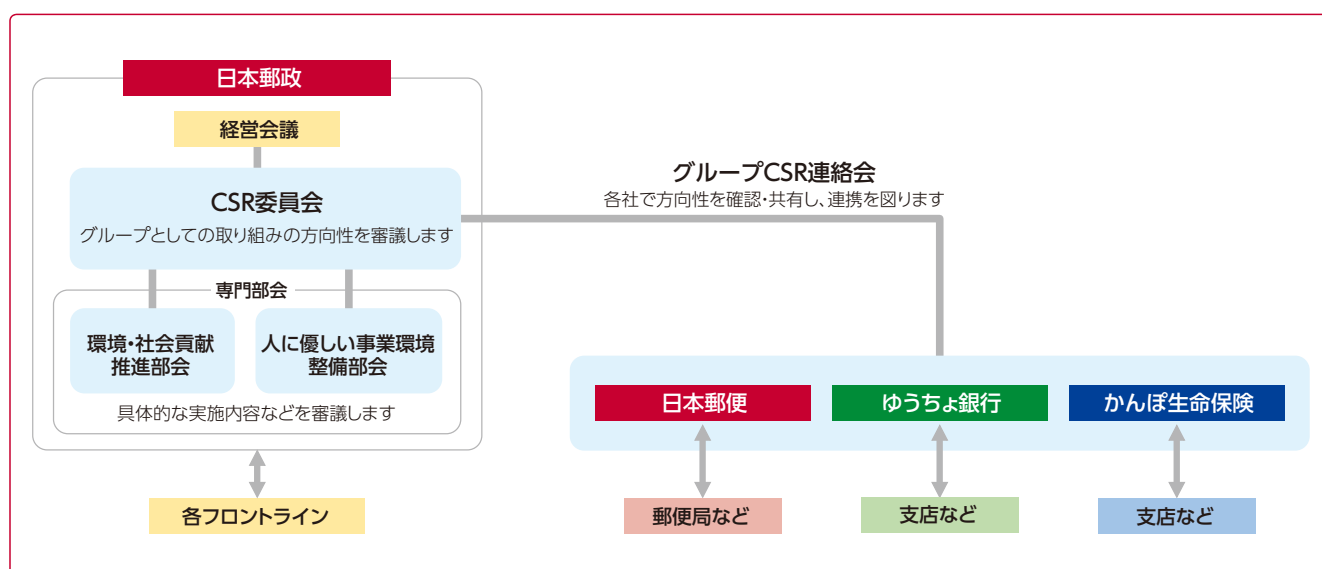 日本郵政
経営会議
CSR委員会
グループとしての取り組みの方向性を審議します
専門部会
環境・社会貢献
推進部会
人に優しい事業環境
整備部会
具体的な実施内容などを審議します
各フロントライン
グループCSR連絡会
各社で方向性を確認・共有し、連携を図ります
日本郵便
ゆうちょ銀行
かんぽ生命保険
郵便局など
支店など
支店など